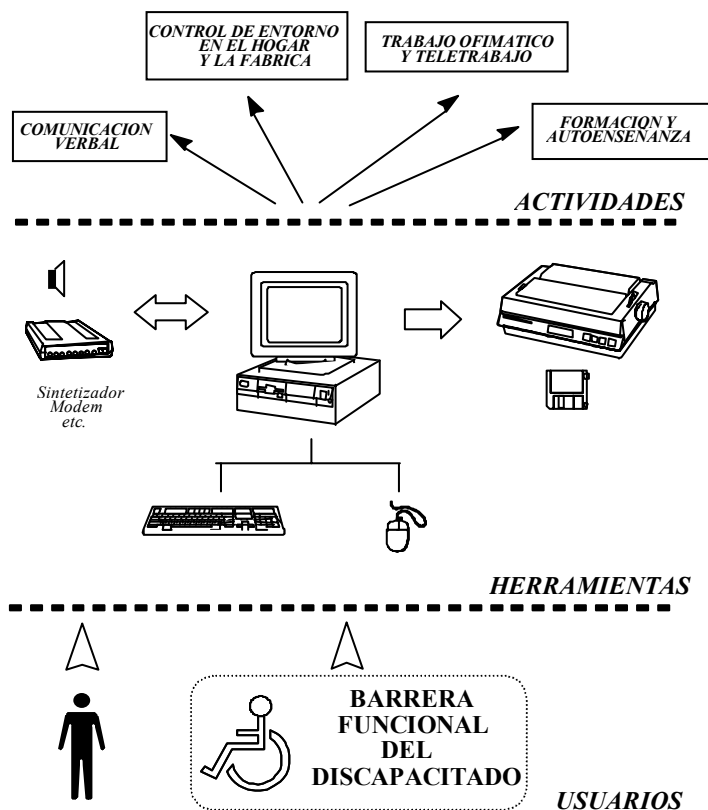 CONTROL DE ENTORNO
EN EL HOGAR
Y LA FABRICA
TRABAJO OFIMATICO
Y TELETRABAJO
COMUNICACION
VERBAL
FORMACION Y
AUTOENSEÑANZA
ACTIVIDADES
Sintetizador
Modem
etc.
HERRAMIENTAS
BARRERA
FUNCIONAL
DEL
DISCAPACITADO
USUARIOS